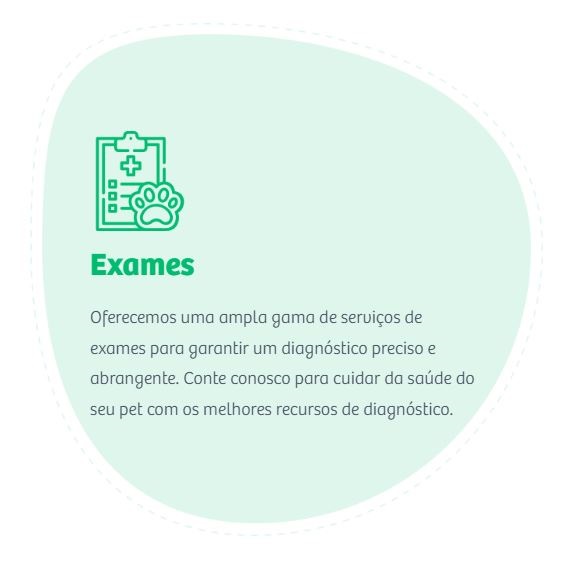 Exames
Oferecemos uma ampla gama de serviços de
exames para garantir um diagnóstico preciso e
abrangente. Conte conosco para cuidar da saúde do
seu pet com os melhores recursos de diagnóstico.